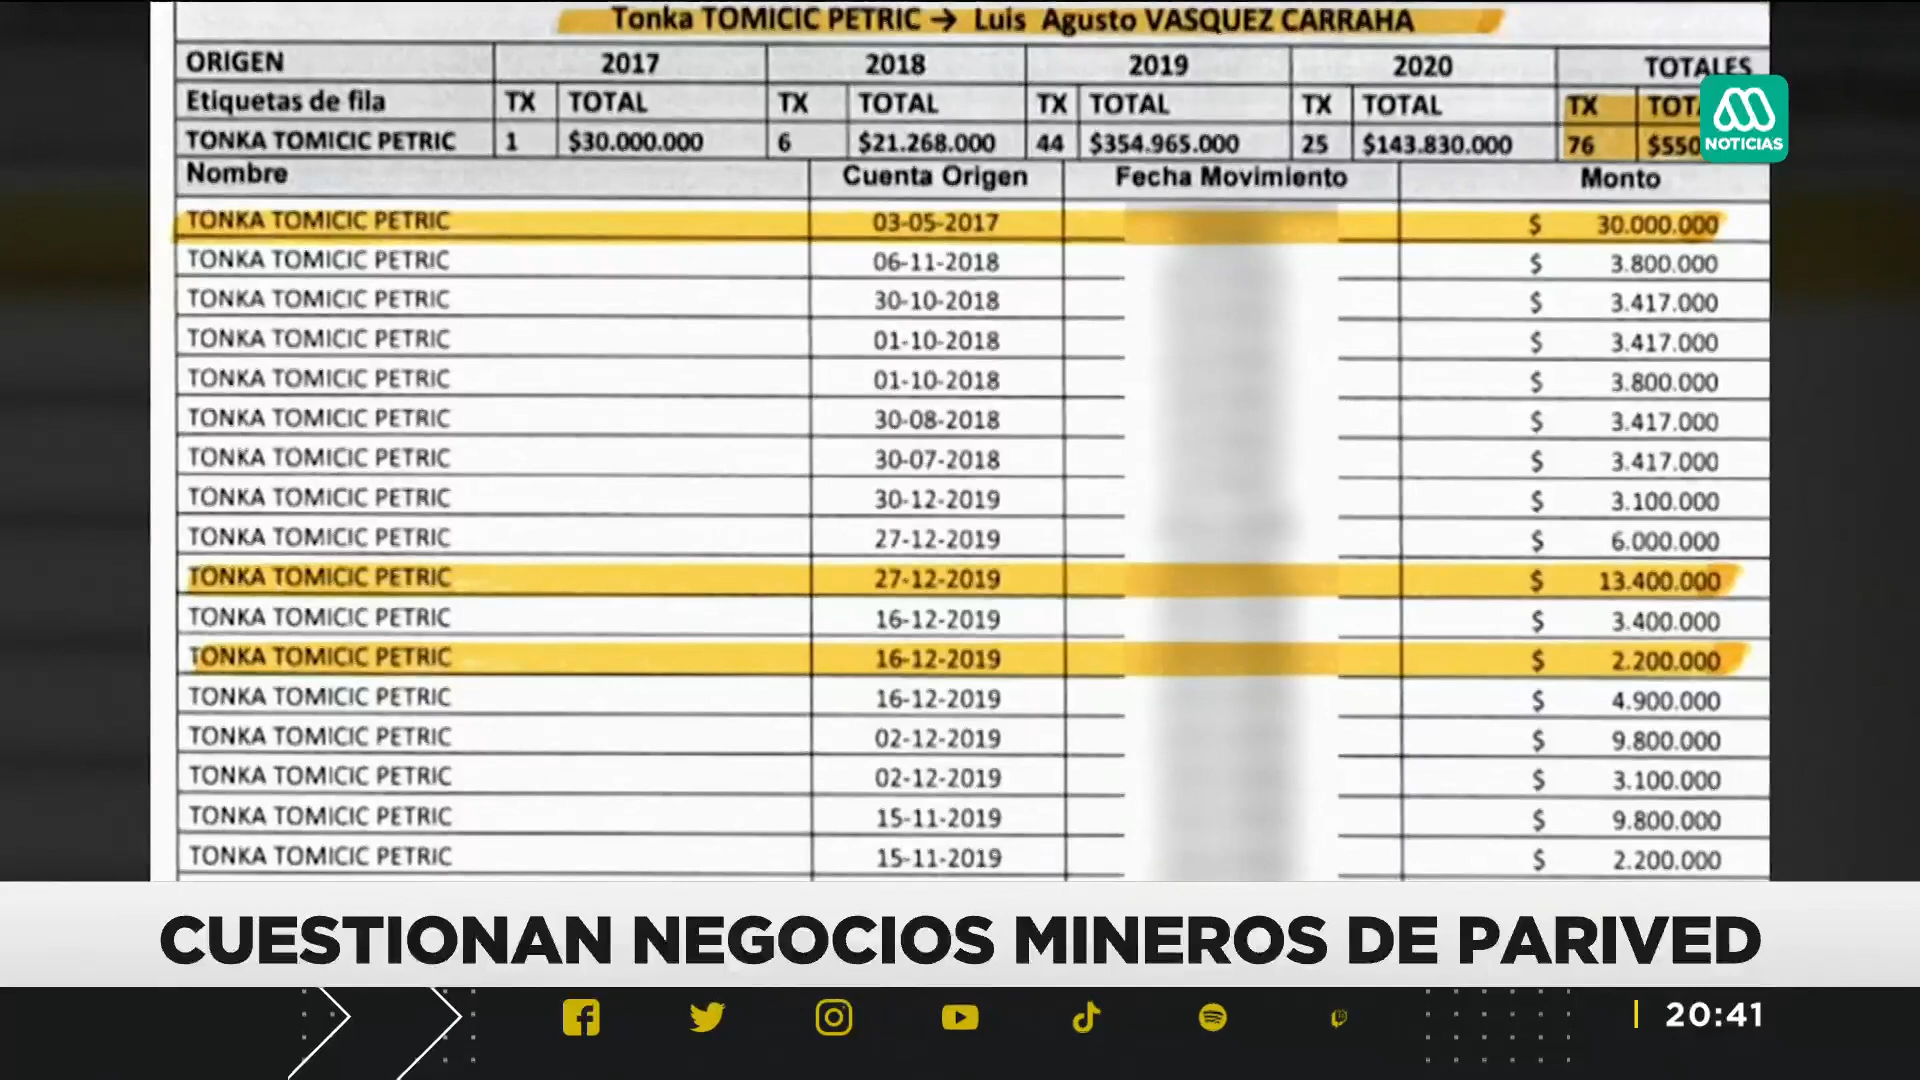 Tonka TOMICIC PETRIC → Luis Agusto VASQUEZ CARRAHA
ORIGEN 2017 2018 2019 2020 TOTALES
Etiquetas de fila TX TOTAL TX TOTAL TX TOTAL TX TOTAL TX
TONKA TOMICIC PETRIC 1 $30.000.000 6 $21.268.000 44 $354.965.000 25 $143.830.000 76
NOTICIAS
Nombre Cuenta Origen Fecha Movimiento Monto
TONKA TOMICIC PETRIC 03-05-2017 $ 30.000.000
TONKA TOMICIC PETRIC 06-11-2018 $ 3.800.000
TONKA TOMICIC PETRIC 30-10-2018 $ 3.417.000
TONKA TOMICIC PETRIC 01-10-2018 $ 3.417.000
TONKA TOMICIC PETRIC 01-10-2018 $ 3.800.000
TONKA TOMICIC PETRIC 30-08-2018 $ 3.417.000
TONKA TOMICIC PETRIC 30-07-2018 $ 3.417.000
TONKA TOMICIC PETRIC 30-12-2019 $ 3.100.000
TONKA TOMICIC PETRIC 27-12-2019 $ 6.000.000
TONKA TOMICIC PETRIC 27-12-2019 $ 13.400.000
TONKA TOMICIC PETRIC 16-12-2019 $ 3.400.000
TONKA TOMICIC PETRIC 16-12-2019 $ 2.200.000
TONKA TOMICIC PETRIC 16-12-2019 $ 4.900.000
TONKA TOMICIC PETRIC 02-12-2019 $ 9.800.000
TONKA TOMICIC PETRIC 02-12-2019 $ 3.100.000
TONKA TOMICIC PETRIC 15-11-2019 $ 9.800.000
TONKA TOMICIC PETRIC 15-11-2019 $ 2.200.000
CUESTIONAN NEGOCIOS MINEROS DE PARIVED
20:41